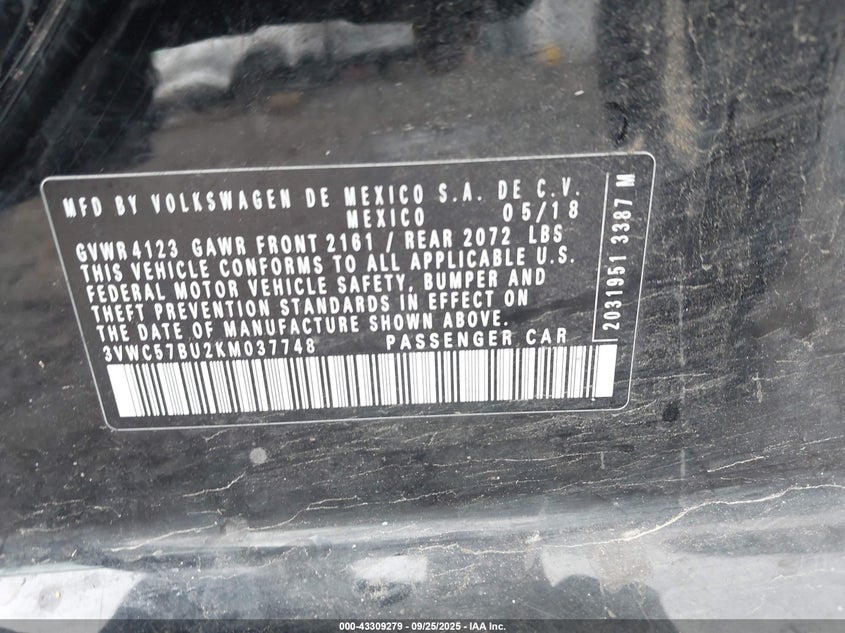 MFD BY VOLKSWAGEN DE MEXICO S.A. DE C.V.
MEXICO 05/18
GVWR 4123 GAWR FRONT 2161 / REAR 2072 LBS
THIS VEHICLE CONFORMS TO ALL APPLICABLE U.S.
FEDERAL MOTOR VEHICLE SAFETY, BUMPER AND
THEFT PREVENTION STANDARDS IN EFFECT ON
THE DATE OF MANUFACTURE SHOWN ABOVE.
3VWC57BU2KM037748 PASSENGER CAR
2031951 3387 M
000-43309279 - 09/25/2025 - IAA Inc.